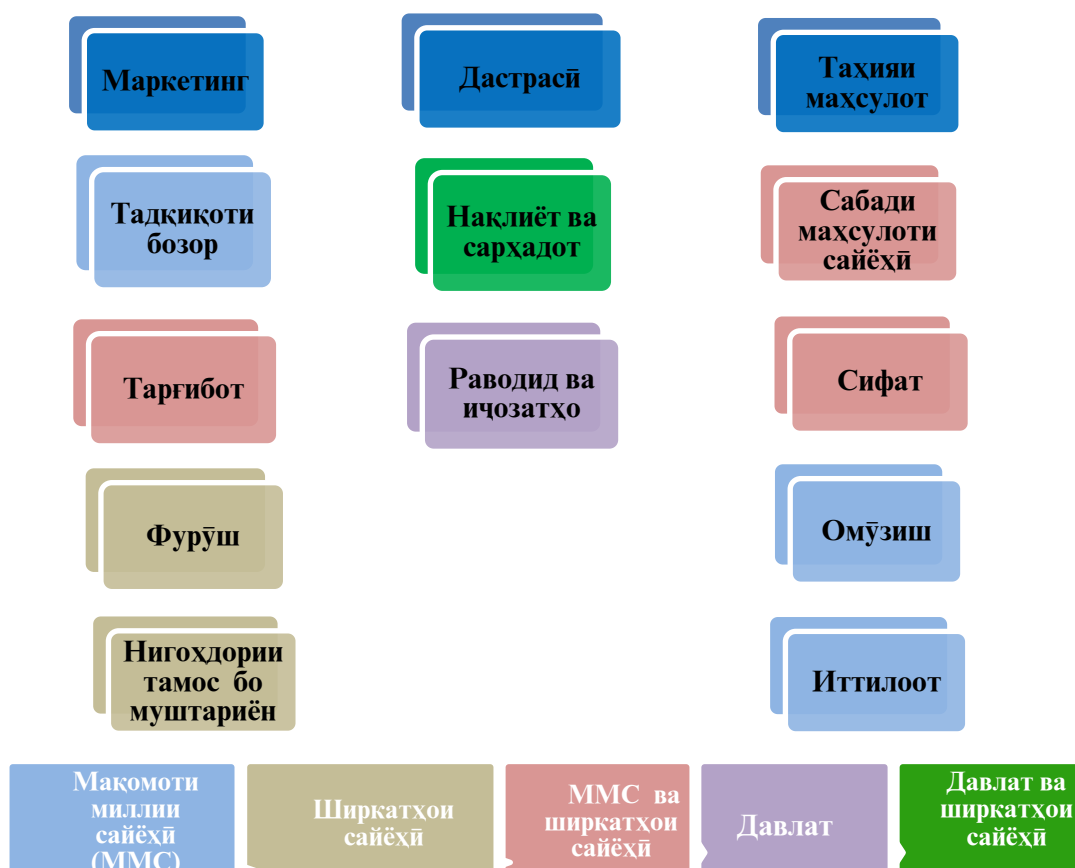 Маркетинг
Дастрасӣ
Таҳияи
маҳсулот
Тадқиқоти
бозор
Нақлиёт ва
сарҳадот
Сабади
маҳсулоти
сайёҳӣ
Тарғибот
Раводид ва
иҷозатҳо
Сифат
Фурӯш
Омӯзиш
Нигоҳдории
тамос бо
муштариён
Иттилоот
Мақомоти
миллии
сайёҳӣ
(ММС)
Ширкатҳои
сайёҳӣ
ММС ва
ширкатҳои
сайёҳӣ
Давлат
Давлат ва
ширкатҳои
сайёҳӣ